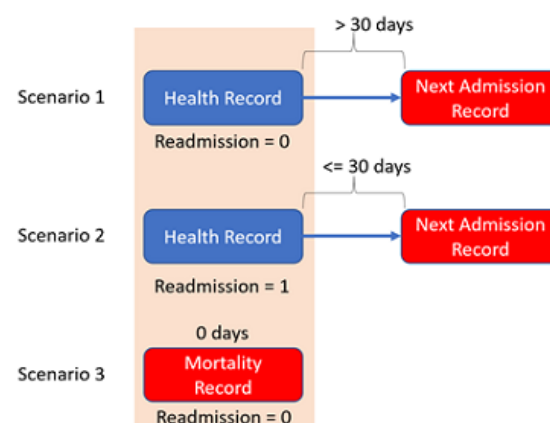 > 30 days
Scenario 1
Health Record
Next Admission
Record
Readmission = 0
<= 30 days
Scenario 2
Health Record
Next Admission
Record
Readmission = 1
0 days
Scenario 3
Mortality
Record
Readmission = 0